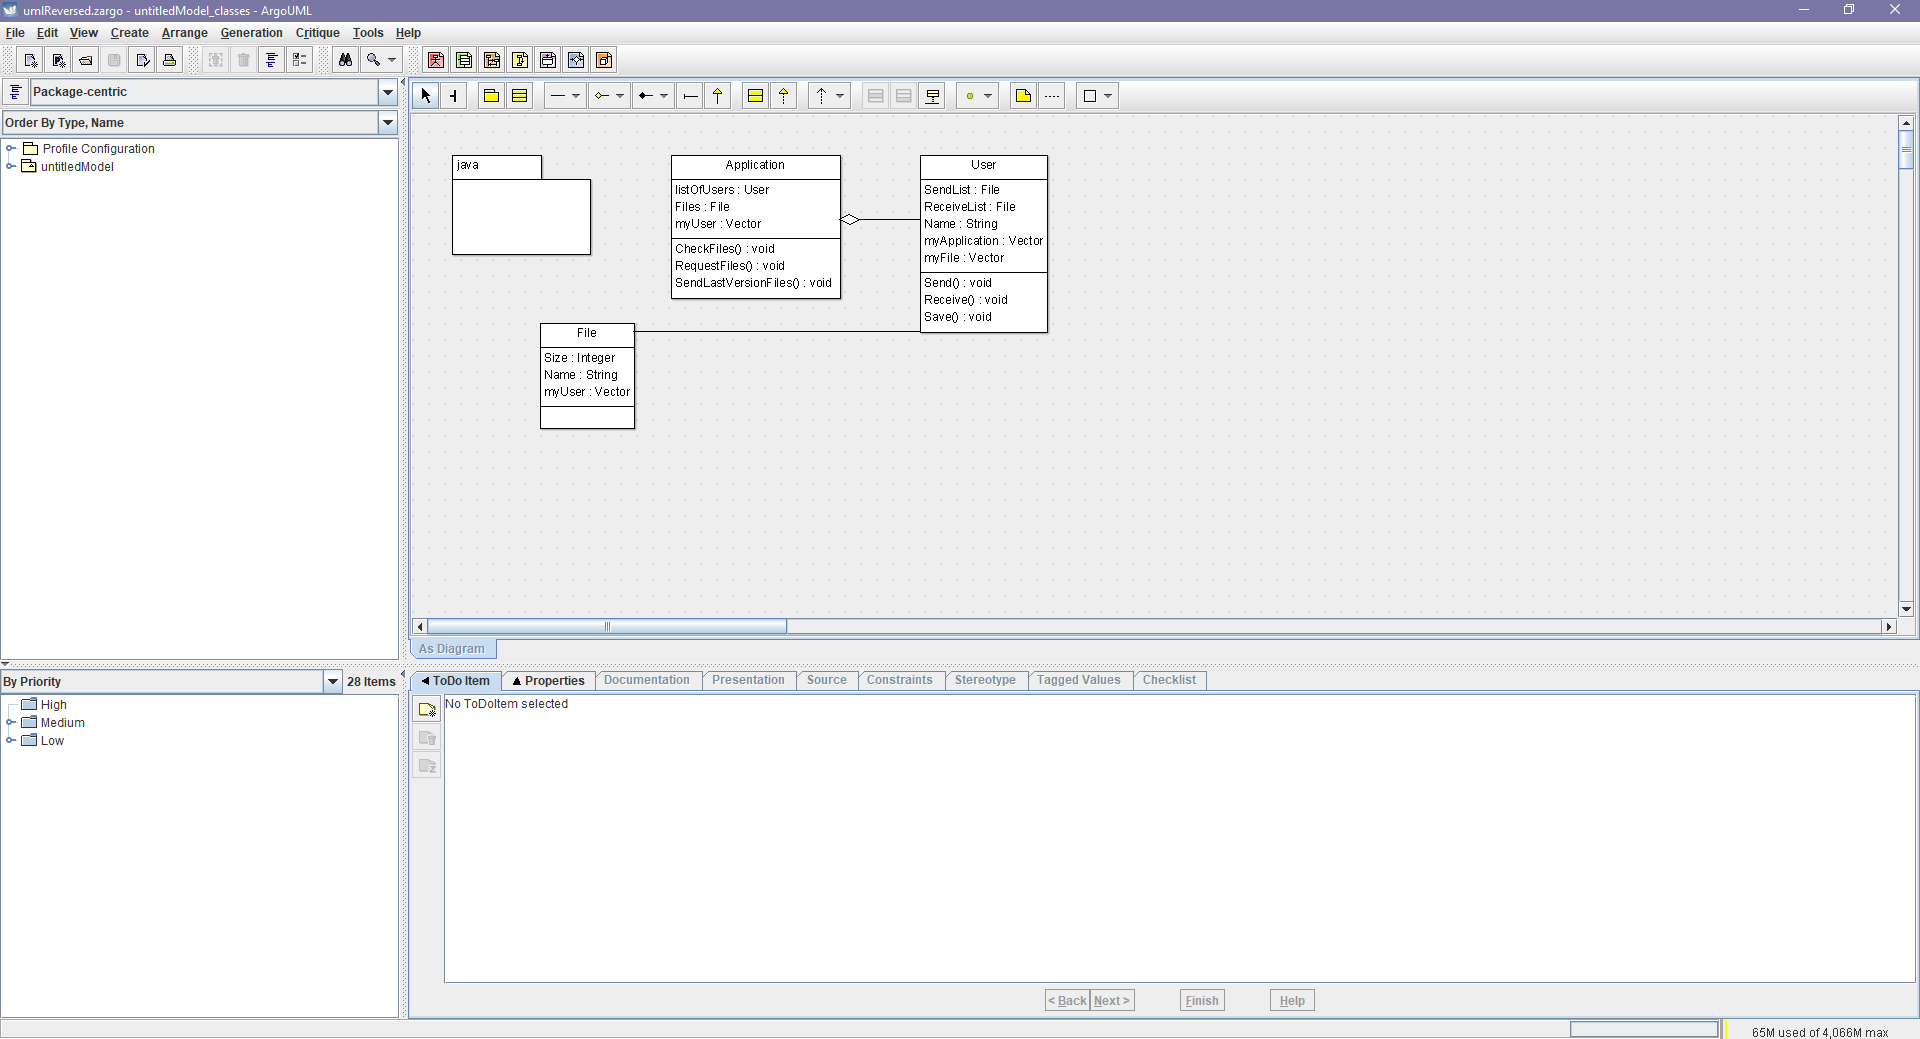 umlReversed.zargo - untitledModel_classes - ArgoUML
File Edit View Create Arrange Generation Critique Tools Help
Package-centric
Order By Type, Name
Profile Configuration
untitledModel
java
Application
listOfUsers : User
Files : File
myUser : Vector
CheckFiles() : void
RequestFiles() : void
SendLastVersionFiles() : void
User
SendList : File
ReceiveList : File
Name : String
myApplication : Vector
myFile : Vector
Send() : void
Receive() : void
Save() : void
File
Size : Integer
Name : String
myUser : Vector
As Diagram
By Priority
28 Items
High
Medium
Low
ToDo Item Properties Documentation Presentation Source Constraints Stereotype Tagged Values Checklist
No ToDoItem selected
< Back Next > Finish Help
65M used of 4,066M max